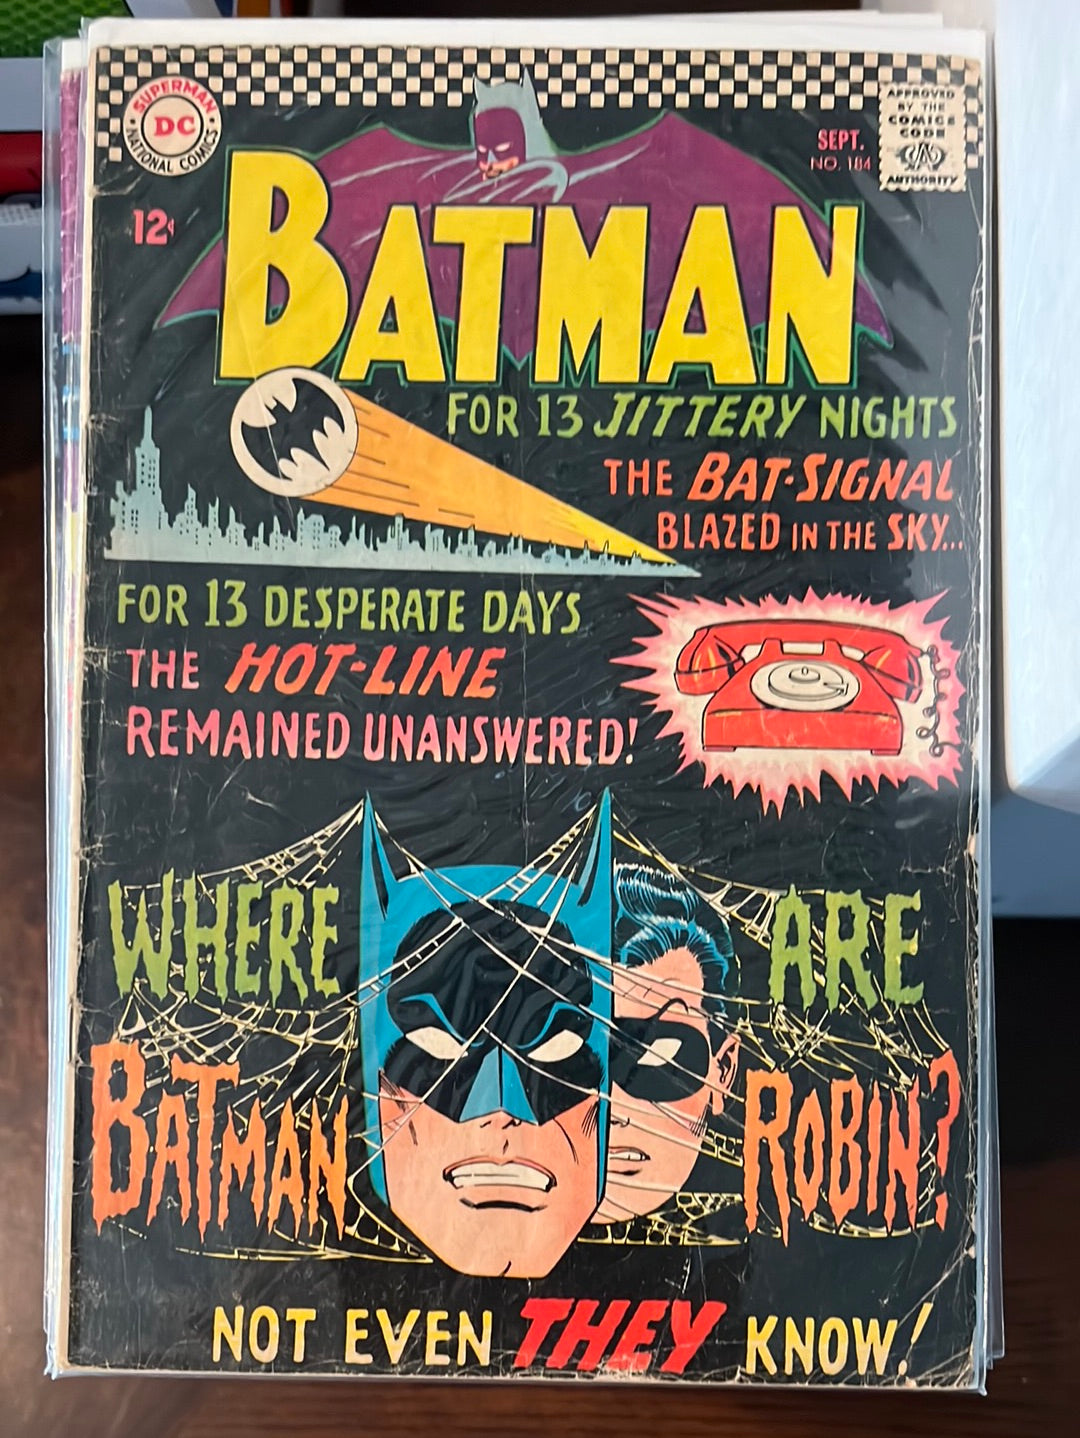 SUPERMAN
DC
NATIONAL COMICS
APPROVED
BY THE
COMICS
CODE
CA
AUTHORITY
SEPT.
NO. 184
12¢
BATMAN
FOR 13 JITTERY NIGHTS
THE BAT-SIGNAL
BLAZED IN THE SKY...
FOR 13 DESPERATE DAYS
THE HOT-LINE
REMAINED UNANSWERED!
WHERE ARE
BATMAN ROBIN?
NOT EVEN THEY KNOW!